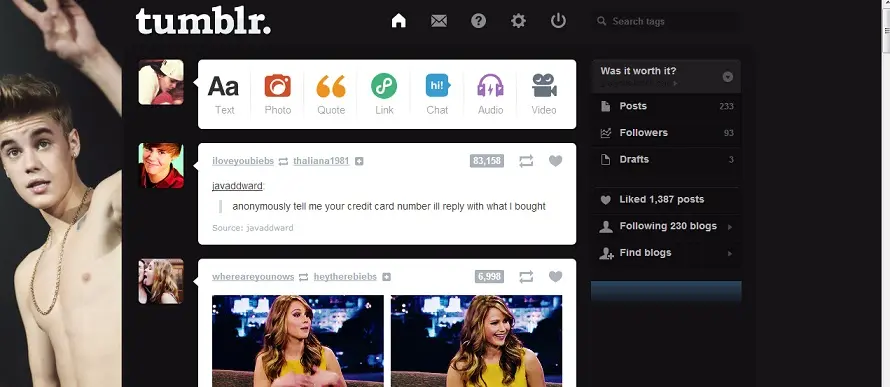 tumblr.
Search tags
Aa
hi!
Text
Photo
Quote
Link
Chat
Audio
Video
Was it worth it?
Posts 233
Followers 93
Drafts 3
Liked 1,387 posts
Following 230 blogs
Find blogs
iloveyoubiebs thaliana1981 83,158
javaddward:
anonymously tell me your credit card number ill reply with what I bought
Source: javaddward
whereareyounows heytherebiebs 6,998